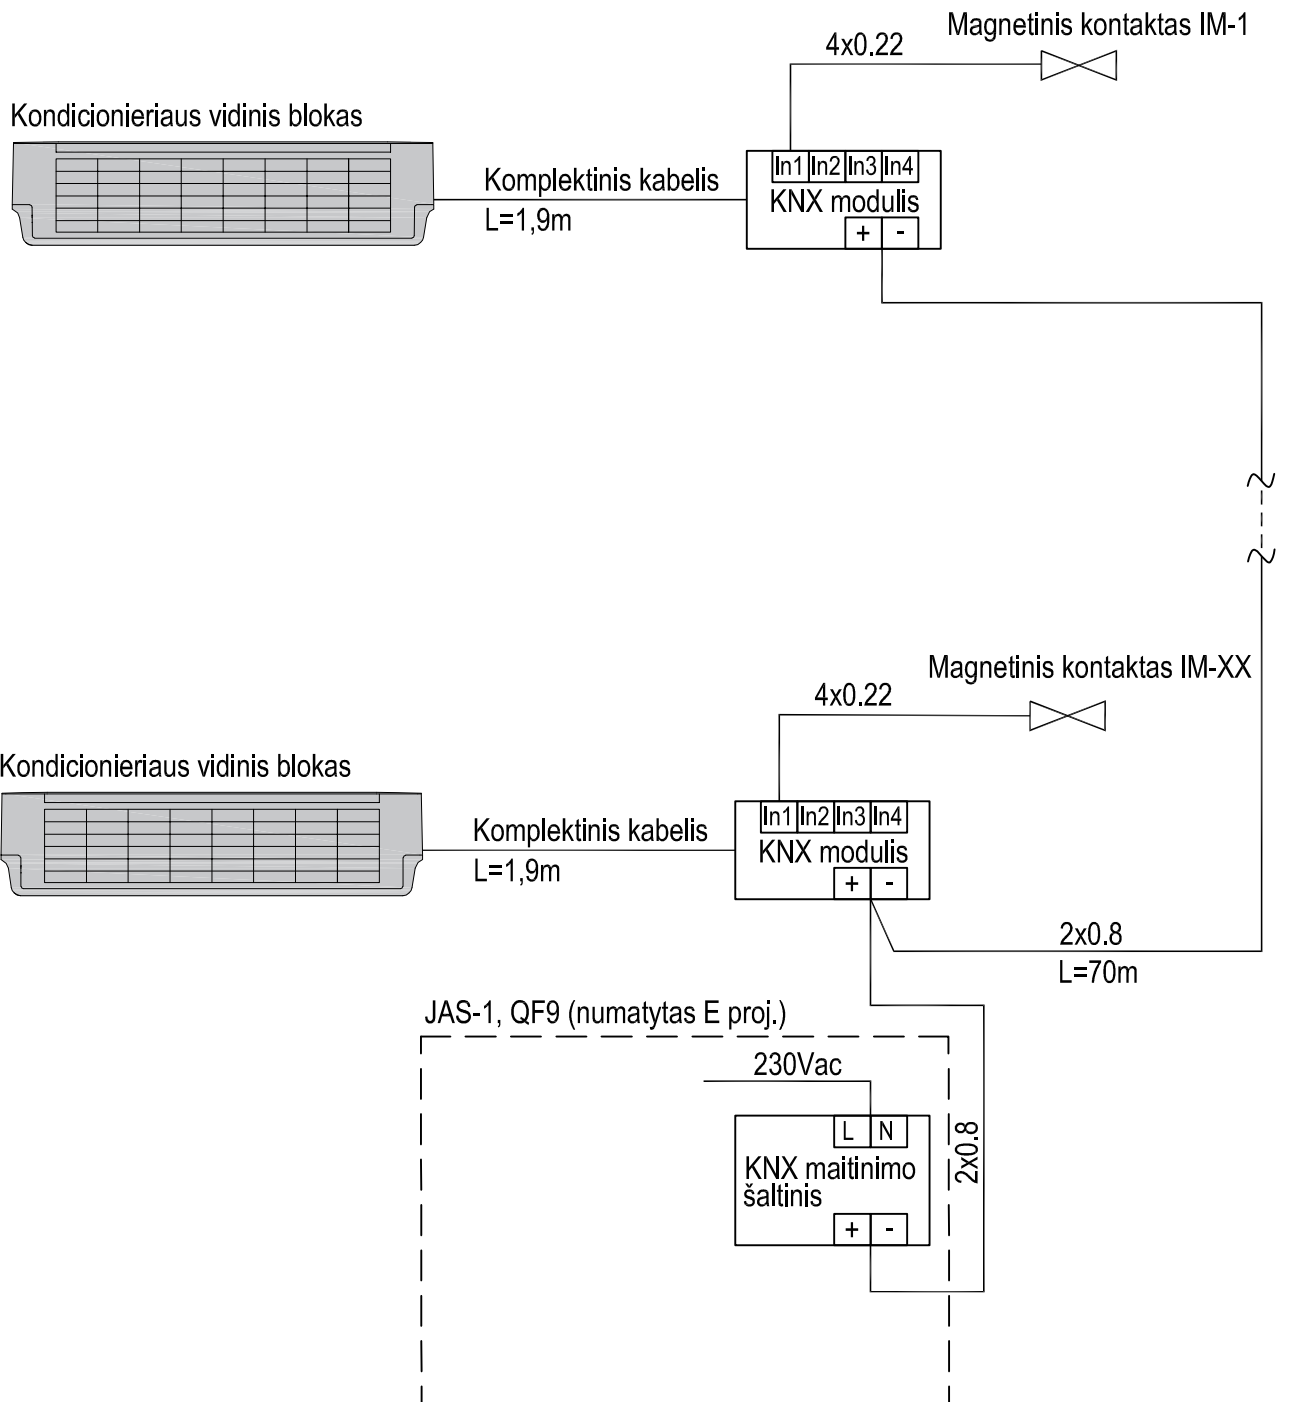 Magnetinis kontaktas IM-1
4x0.22
Kondicionieriaus vidinis blokas
Komplektinis kabelis
L=1,9m
In1 In2 In3 In4
KNX modulis
+ -
Magnetinis kontaktas IM-XX
4x0.22
Kondicionieriaus vidinis blokas
Komplektinis kabelis
L=1,9m
In1 In2 In3 In4
KNX modulis
+ -
2x0.8
L=70m
JAS-1, QF9 (numatytas E proj.)
230Vac
L N
KNX maitinimo
šaltinis
+ -
2x0.8